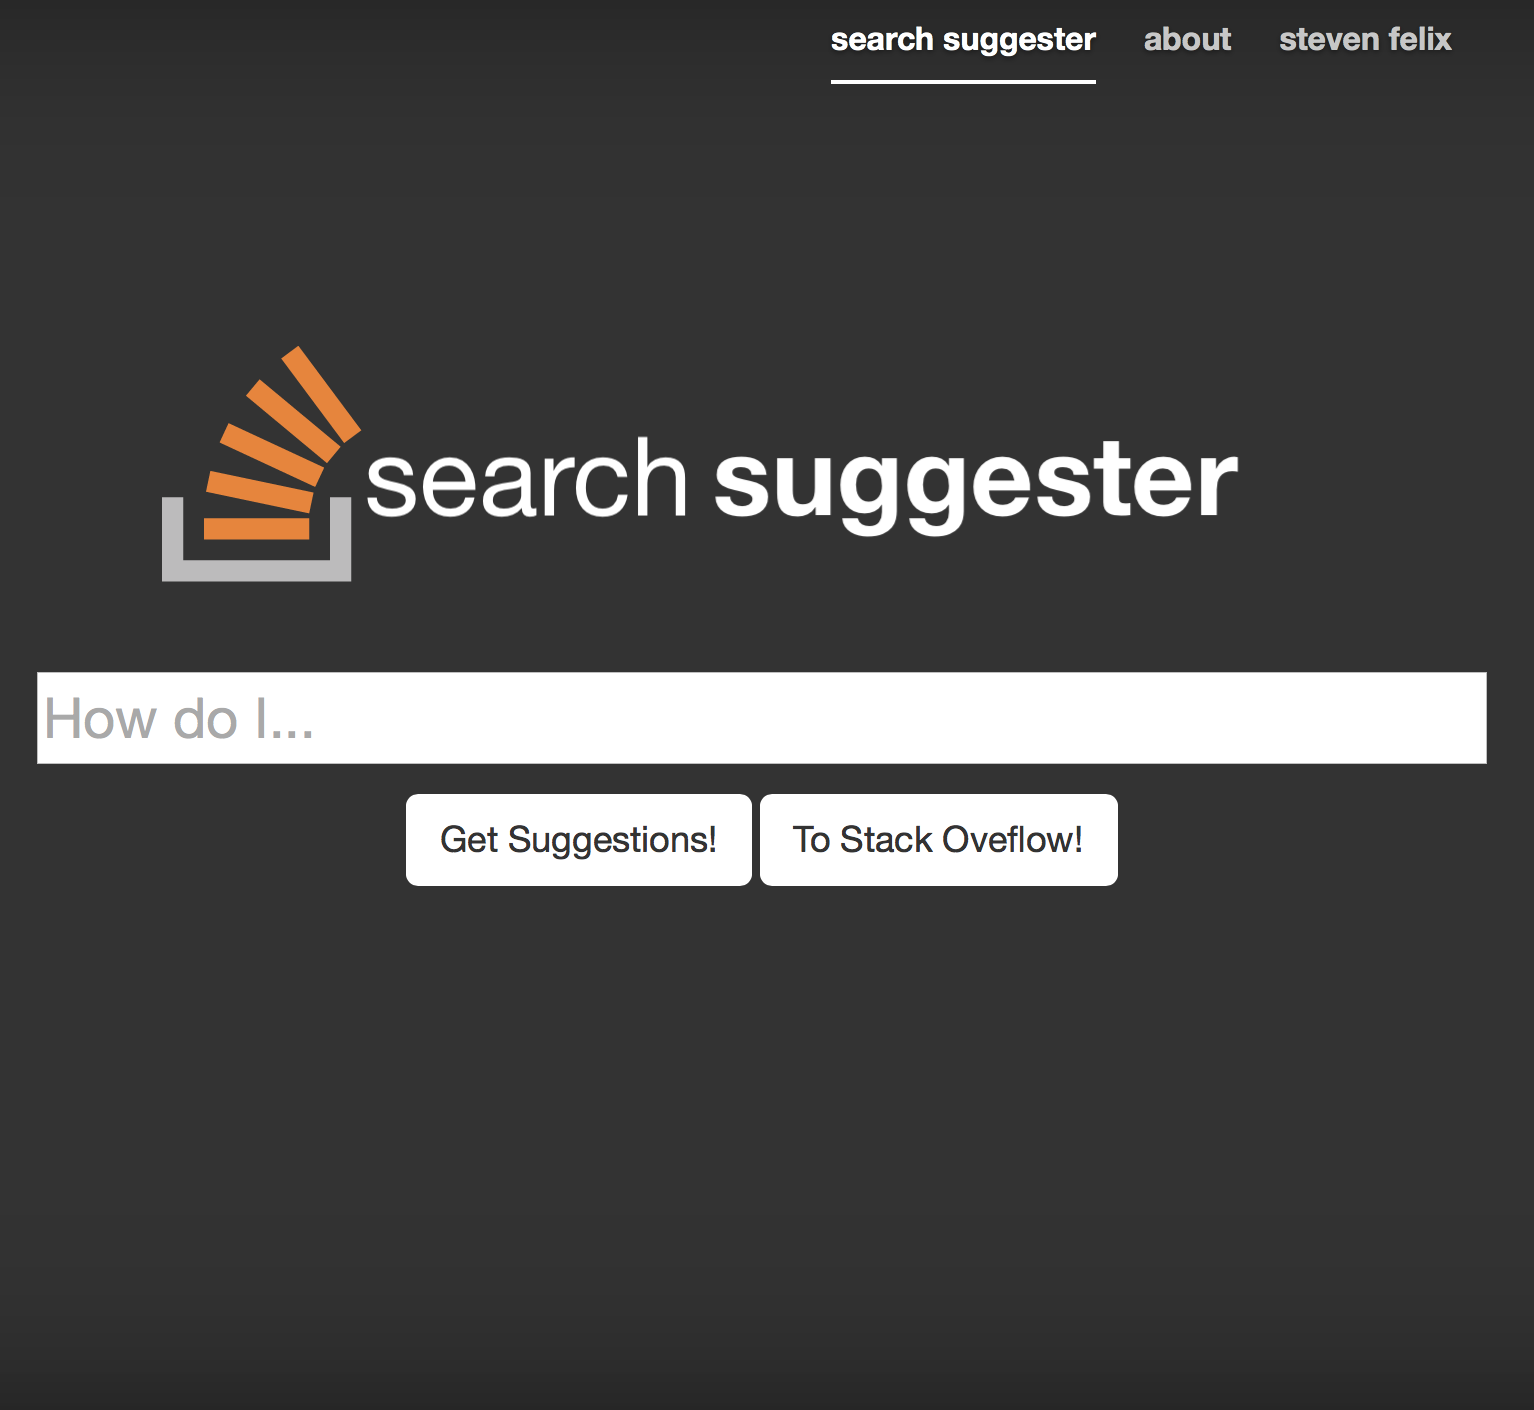 search suggester about steven felix
search suggester
How do I...
Get Suggestions! To Stack Oveflow!